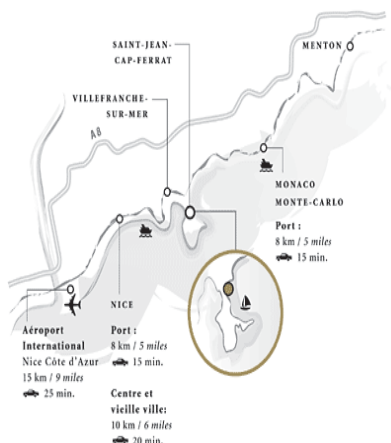 SAINT-JEAN-
CAP-FERRAT
MENTON
VILLEFRANCHE-
SUR-MER
A8
MONACO
MONTE-CARLO
Port :
8 km / 5 miles
15 min.
NICE
Port :
8 km / 5 miles
15 min.
Centre et
vieille ville:
10 km / 6 miles
20 min.
Aéroport
International
Nice Côte d'Azur
15 km / 9 miles
25 min.